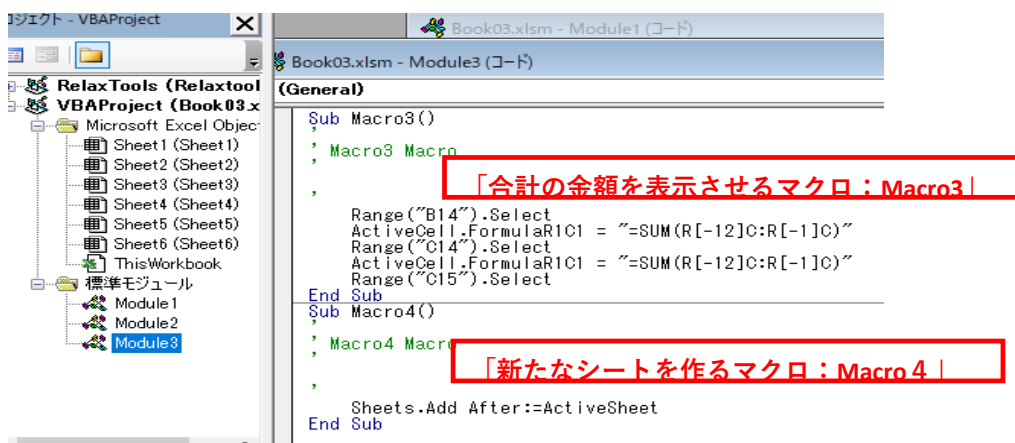 コジェクト - VBAProject
Book03.xlsm - Module1 (コード)
Book03.xlsm - Module3 (コード)
RelaxTools (Relaxtool
VBAProject (Book03.x
Microsoft Excel Objec
Sheet1 (Sheet1)
Sheet2 (Sheet2)
Sheet3 (Sheet3)
Sheet4 (Sheet4)
Sheet5 (Sheet5)
Sheet6 (Sheet6)
ThisWorkbook
標準モジュール
Module1
Module2
Module3
(General)
Sub Macro3()
'
' Macro3 Macro
'
「合計の金額を表示させるマクロ：Macro3」
'
Range("B14").Select
ActiveCell.FormulaR1C1 = "=SUM(R[-12]C:R[-1]C)"
Range("C14").Select
ActiveCell.FormulaR1C1 = "=SUM(R[-12]C:R[-1]C)"
Range("C15").Select
End Sub
Sub Macro4()
'
' Macro4 Macro
'
「新たなシートを作るマクロ：Macro４」
'
Sheets.Add After:=ActiveSheet
End Sub